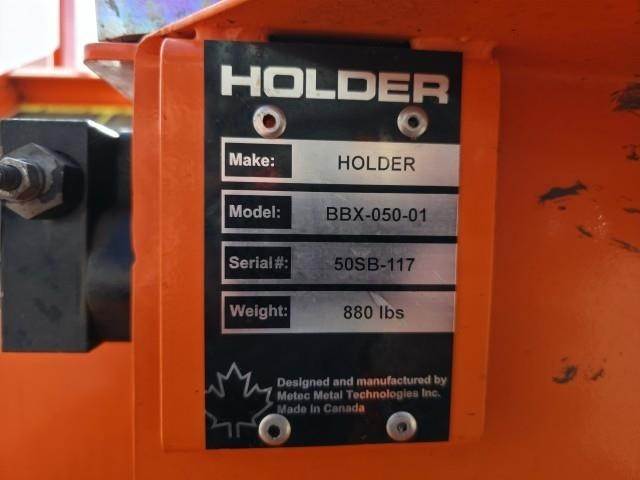 HOLDER
Make: HOLDER
Model: BBX-050-01
Serial#: 50SB-117
Weight: 880 lbs
Designed and manufactured by
Metec Metal Technologies Inc.
Made in Canada